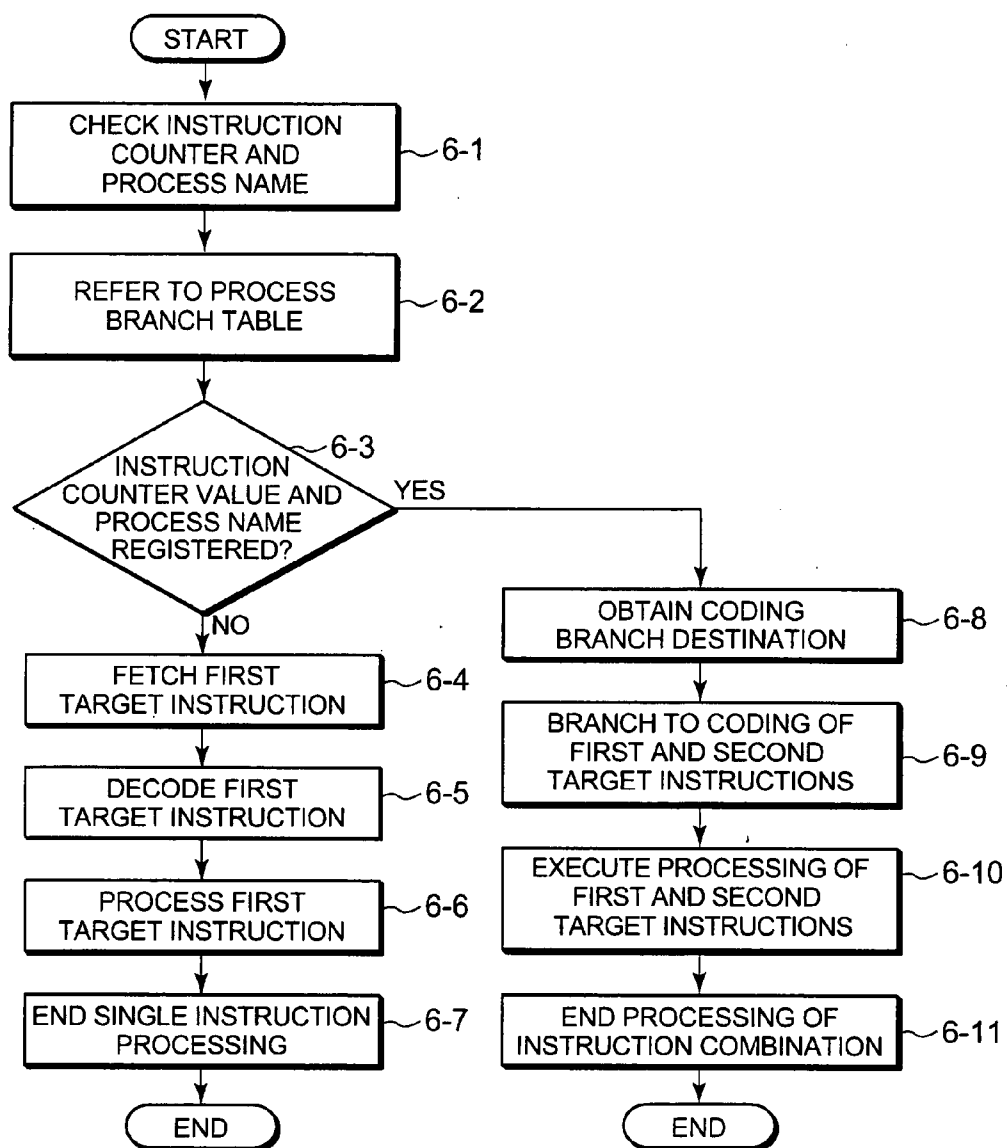 START
CHECK INSTRUCTION
COUNTER AND
PROCESS NAME
6-1
REFER TO PROCESS
BRANCH TABLE
6-2
6-3
INSTRUCTION
COUNTER VALUE AND
PROCESS NAME
REGISTERED?
YES
NO
FETCH FIRST
TARGET INSTRUCTION
6-4
DECODE FIRST
TARGET INSTRUCTION
6-5
PROCESS FIRST
TARGET INSTRUCTION
6-6
END SINGLE INSTRUCTION
PROCESSING
6-7
END
OBTAIN CODING
BRANCH DESTINATION
6-8
BRANCH TO CODING OF
FIRST AND SECOND
TARGET INSTRUCTIONS
6-9
EXECUTE PROCESSING OF
FIRST AND SECOND
TARGET INSTRUCTIONS
6-10
END PROCESSING OF
INSTRUCTION COMBINATION
6-11
END